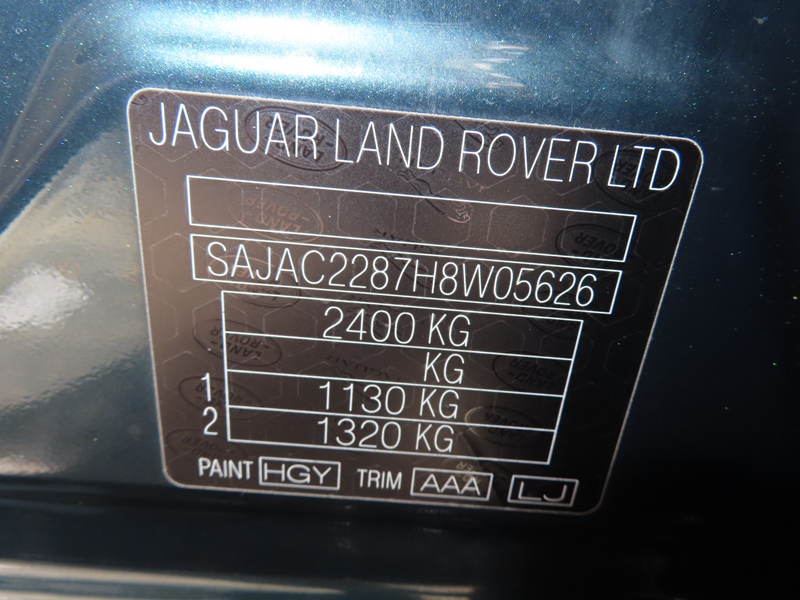 JAGUAR LAND ROVER LTD
SAJAC2287H8W05626
2400 KG
KG
1 1130 KG
2 1320 KG
PAINT HGY TRIM AAA LJ